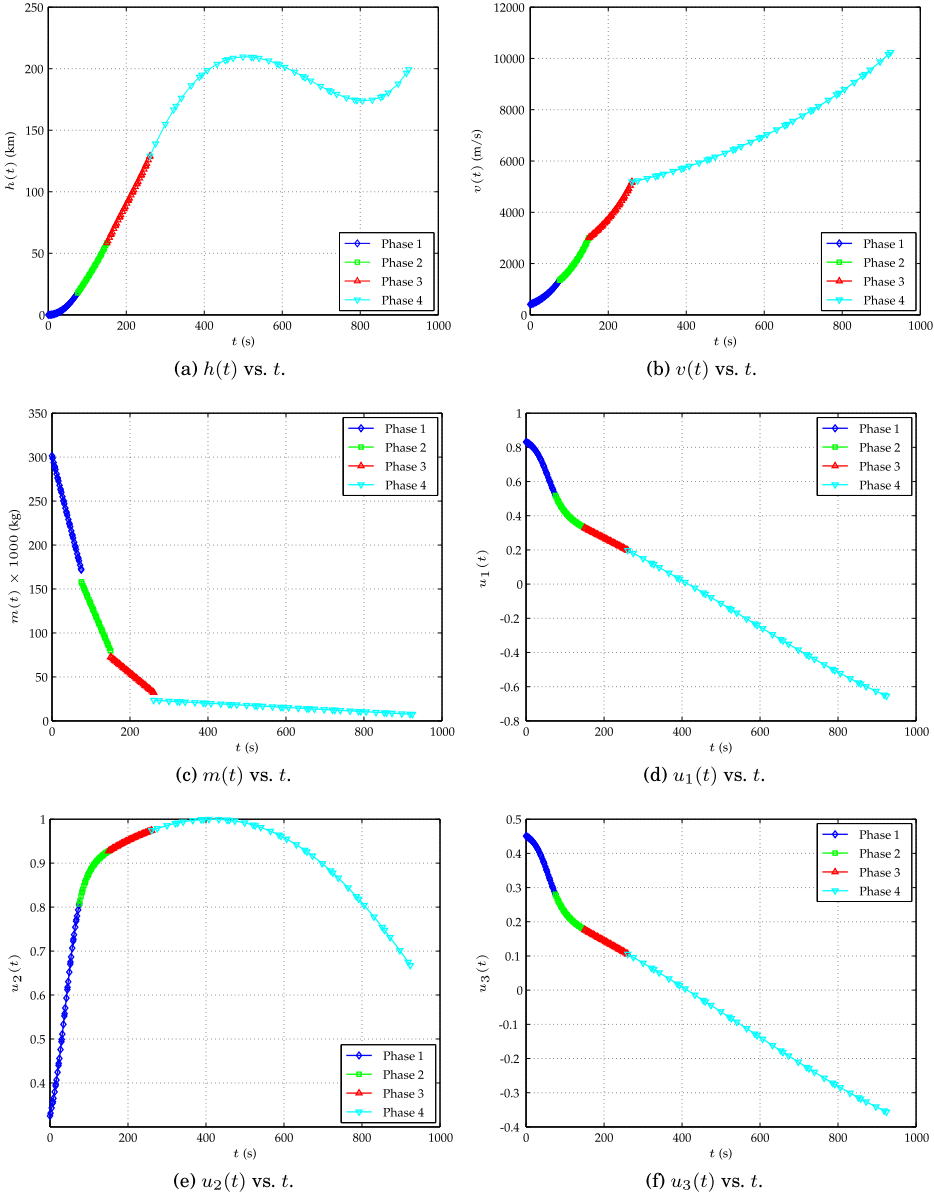 250
200
150
100
50
0
h(t) (km)
0 200 400 600 800 1000
t (s)
Phase 1
Phase 2
Phase 3
Phase 4
(a) h(t) vs. t.
12000
10000
8000
6000
4000
2000
0
v(t) (m/s)
0 200 400 600 800 1000
t (s)
Phase 1
Phase 2
Phase 3
Phase 4
(b) v(t) vs. t.
350
300
250
200
150
100
50
0
m(t) × 1000 (kg)
0 200 400 600 800 1000
t (s)
Phase 1
Phase 2
Phase 3
Phase 4
(c) m(t) vs. t.
1
0.8
0.6
0.4
0.2
0
-0.2
-0.4
-0.6
-0.8
u1(t)
0 200 400 600 800 1000
t (s)
Phase 1
Phase 2
Phase 3
Phase 4
(d) u1(t) vs. t.
1
0.9
0.8
0.7
0.6
0.5
0.4
u2(t)
0 200 400 600 800 1000
t (s)
Phase 1
Phase 2
Phase 3
Phase 4
(e) u2(t) vs. t.
0.5
0.4
0.3
0.2
0.1
0
-0.1
-0.2
-0.3
-0.4
u3(t)
0 200 400 600 800 1000
t (s)
Phase 1
Phase 2
Phase 3
Phase 4
(f) u3(t) vs. t.